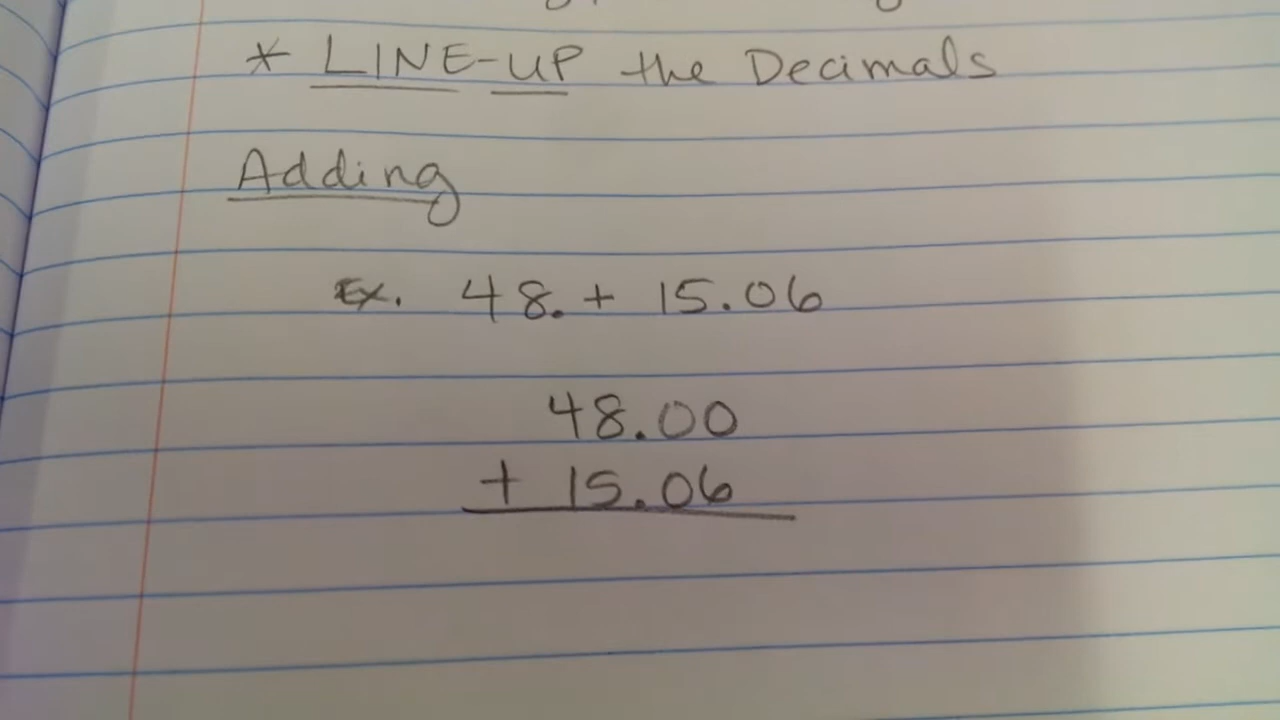 * LINE-UP the Decimals
Adding
Ex. 48. + 15.06
48.00
+ 15.06